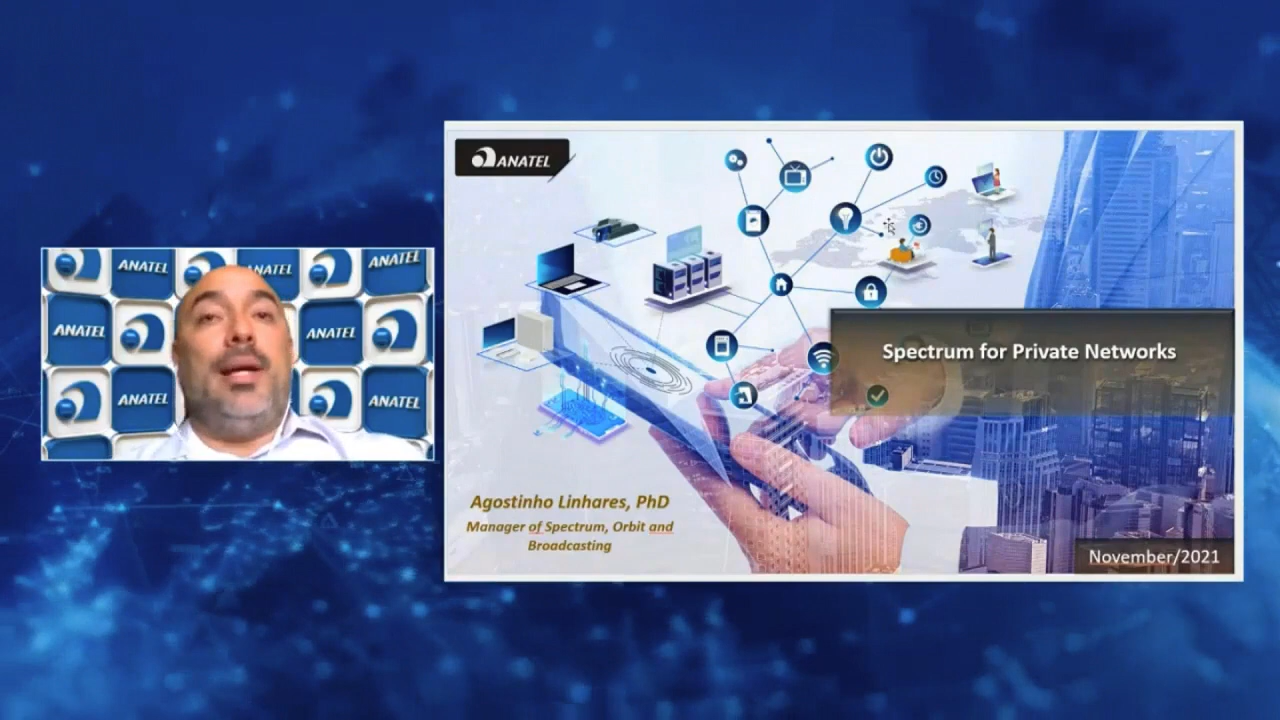 ANATEL
ANATEL
ANATEL
ANATEL
ANATEL
ANATEL
ANATEL
ANATEL
Spectrum for Private Networks
Agostinho Linhares, PhD
Manager of Spectrum, Orbit and
Broadcasting
November/2021